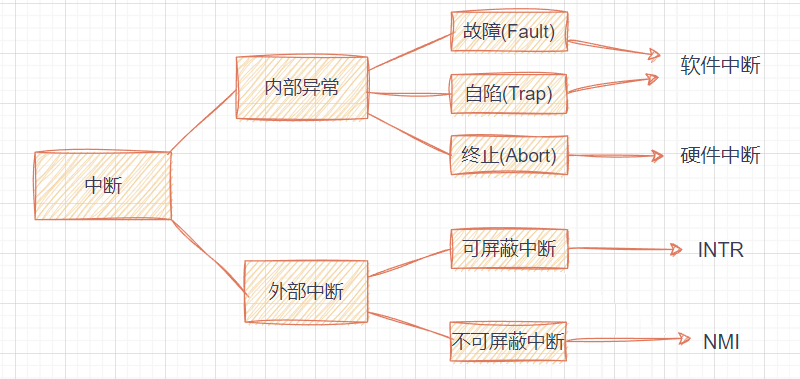 中断
内部异常
故障(Fault)
自陷(Trap)
软件中断
终止(Abort)
硬件中断
外部中断
可屏蔽中断
INTR
不可屏蔽中断
NMI